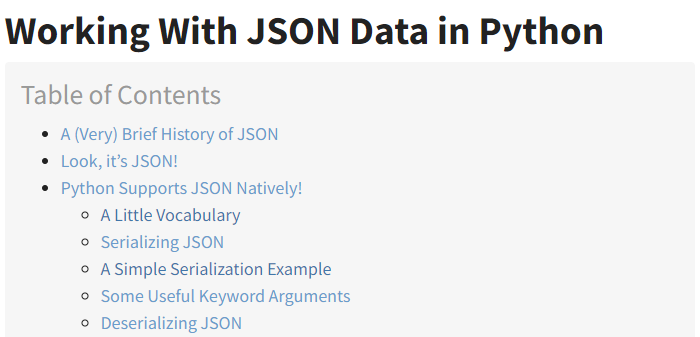 Working With JSON Data in Python
Table of Contents
A (Very) Brief History of JSON
Look, it’s JSON!
Python Supports JSON Natively!
A Little Vocabulary
Serializing JSON
A Simple Serialization Example
Some Useful Keyword Arguments
Deserializing JSON